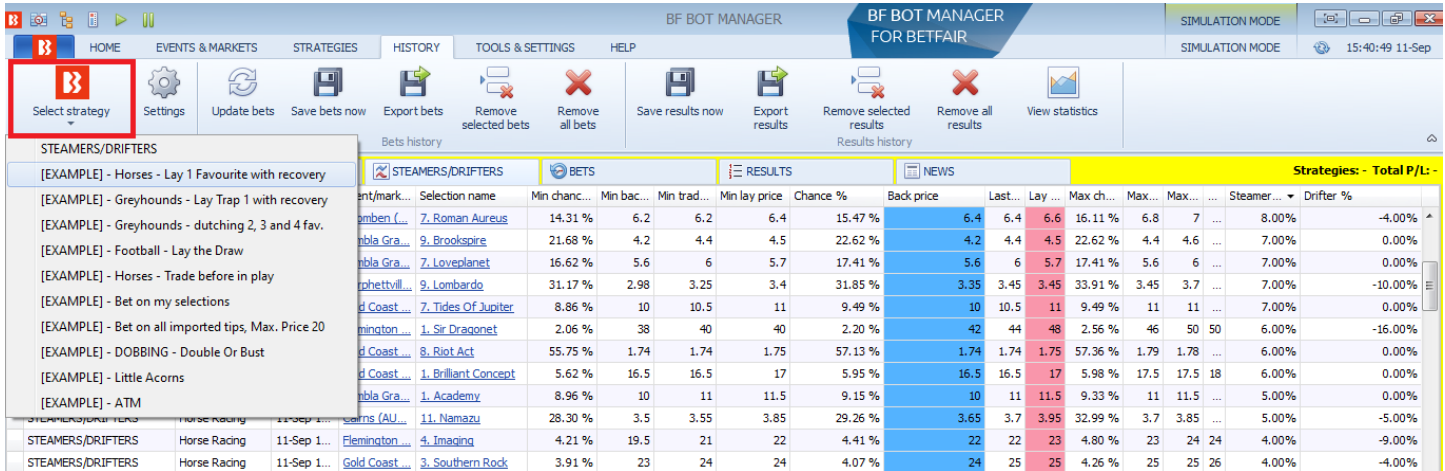 BF BOT MANAGER
BF BOT MANAGER
FOR BETFAIR
SIMULATION MODE
HOME EVENTS & MARKETS STRATEGIES HISTORY TOOLS & SETTINGS HELP SIMULATION MODE 15:40:49 11-Sep
Select strategy Settings Update bets Save bets now Export bets Remove selected bets Remove all bets Save results now Export results Remove selected results Remove all results View statistics
Bets history Results history
STEAMERS/DRIFTERS
[EXAMPLE] - Horses - Lay 1 Favourite with recovery
[EXAMPLE] - Greyhounds - Lay Trap 1 with recovery
[EXAMPLE] - Greyhounds - dutching 2, 3 and 4 fav.
[EXAMPLE] - Football - Lay the Draw
[EXAMPLE] - Horses - Trade before in play
[EXAMPLE] - Bet on my selections
[EXAMPLE] - Bet on all imported tips, Max. Price 20
[EXAMPLE] - DOBBING - Double Or Bust
[EXAMPLE] - Little Acorns
[EXAMPLE] - ATM
STEAMERS/DRIFTERS BETS RESULTS NEWS Strategies: - Total P/L: -
ent/mark... Selection name Min chanc... Min bac... Min trad... Min lay price Chance % Back price Last... Lay ... Max ch... Max... Max... ... Steamer... Drifter %
omben (... 7. Roman Aureus 14.31 % 6.2 6.2 6.4 15.47 % 6.4 6.4 6.6 16.11 % 6.8 7 ... 8.00% -4.00%
mbla Gra... 9. Brookspire 21.68 % 4.2 4.4 4.5 22.62 % 4.2 4.4 4.5 22.62 % 4.4 4.6 ... 7.00% 0.00%
mbla Gra... 7. Loveplanet 16.62 % 5.6 6 5.7 17.41 % 5.6 6 5.7 17.41 % 5.6 6 ... 7.00% 0.00%
rphettvill... 9. Lombardo 31.17 % 2.98 3.25 3.4 31.85 % 3.35 3.45 3.45 33.91 % 3.45 3.7 ... 7.00% -10.00%
d Coast ... 7. Tides Of Jupiter 8.86 % 10 10.5 11 9.49 % 10 10.5 11 9.49 % 11 11 ... 7.00% 0.00%
mington ... 1. Sir Dragonet 2.06 % 38 40 40 2.20 % 42 44 48 2.56 % 46 50 50 6.00% -16.00%
d Coast ... 8. Riot Act 55.75 % 1.74 1.74 1.75 57.13 % 1.74 1.74 1.75 57.36 % 1.79 1.78 ... 6.00% 0.00%
d Coast ... 1. Brilliant Concept 5.62 % 16.5 16.5 17 5.95 % 16.5 16.5 17 5.98 % 17.5 17.5 18 6.00% 0.00%
mbla Gra... 1. Academy 8.96 % 10 11 11.5 9.15 % 10 11 11.5 9.33 % 11 11.5 ... 5.00% 0.00%
STEAMERS/DRIFTERS Horse Racing 11-Sep 1... Cairns (AU... 11. Namazu 28.30 % 3.5 3.55 3.85 29.26 % 3.65 3.7 3.95 32.99 % 3.7 3.85 ... 5.00% -5.00%
STEAMERS/DRIFTERS Horse Racing 11-Sep 1... Flemington ... 4. Imaging 4.21 % 19.5 21 22 4.41 % 22 22 23 4.80 % 23 24 24 4.00% -9.00%
STEAMERS/DRIFTERS Horse Racing 11-Sep 1... Gold Coast ... 3. Southern Rock 3.91 % 23 24 24 4.07 % 24 25 25 4.26 % 25 25 26 4.00% -4.00%